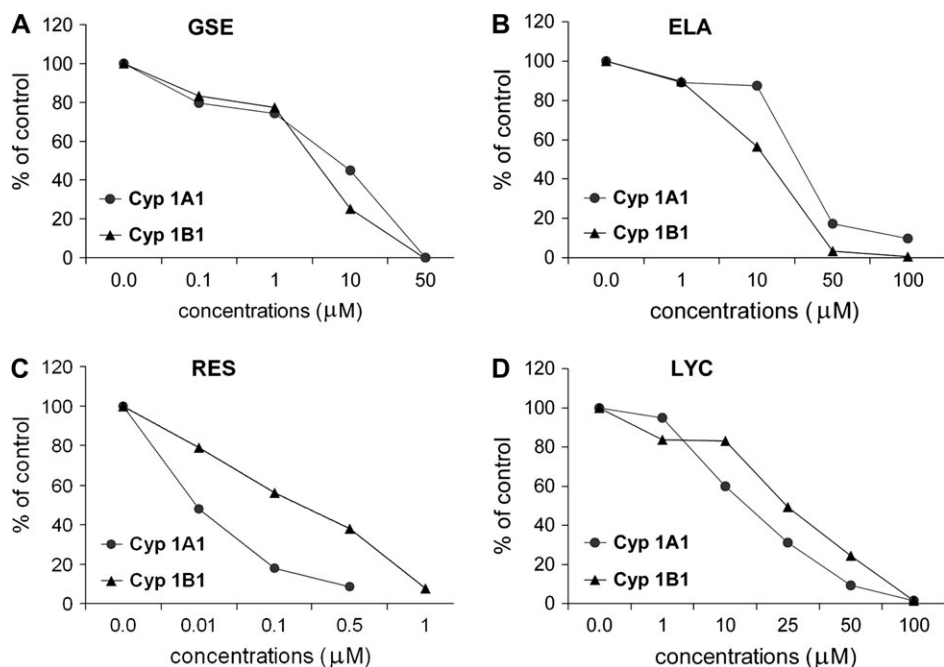 A GSE
120
100
80
60
40
20
0
% of control
Cyp 1A1
Cyp 1B1
0.0 0.1 1 10 50
concentrations (μM)
B ELA
120
100
80
60
40
20
0
% of control
Cyp 1A1
Cyp 1B1
0.0 1 10 50 100
concentrations (μM)
C RES
120
100
80
60
40
20
0
% of control
Cyp 1A1
Cyp 1B1
0.0 0.01 0.1 0.5 1
concentrations (μM)
D LYC
120
100
80
60
40
20
0
% of control
Cyp 1A1
Cyp 1B1
0.0 1 10 25 50 100
concentrations (μM)